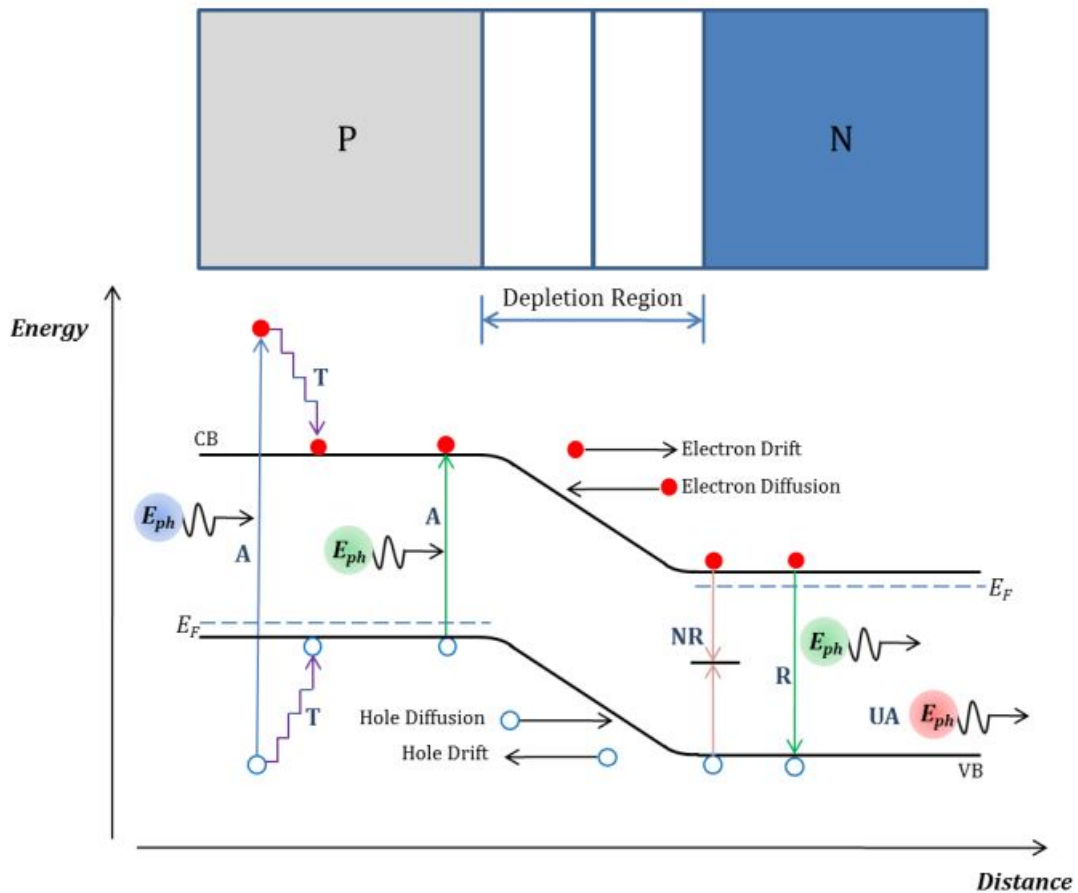 P
N
Depletion Region
Energy
T
CB
Electron Drift
Electron Diffusion
E_ph
A
E_ph
A
E_F
E_F
NR
E_ph
R
T
Hole Diffusion
UA
E_ph
Hole Drift
VB
Distance